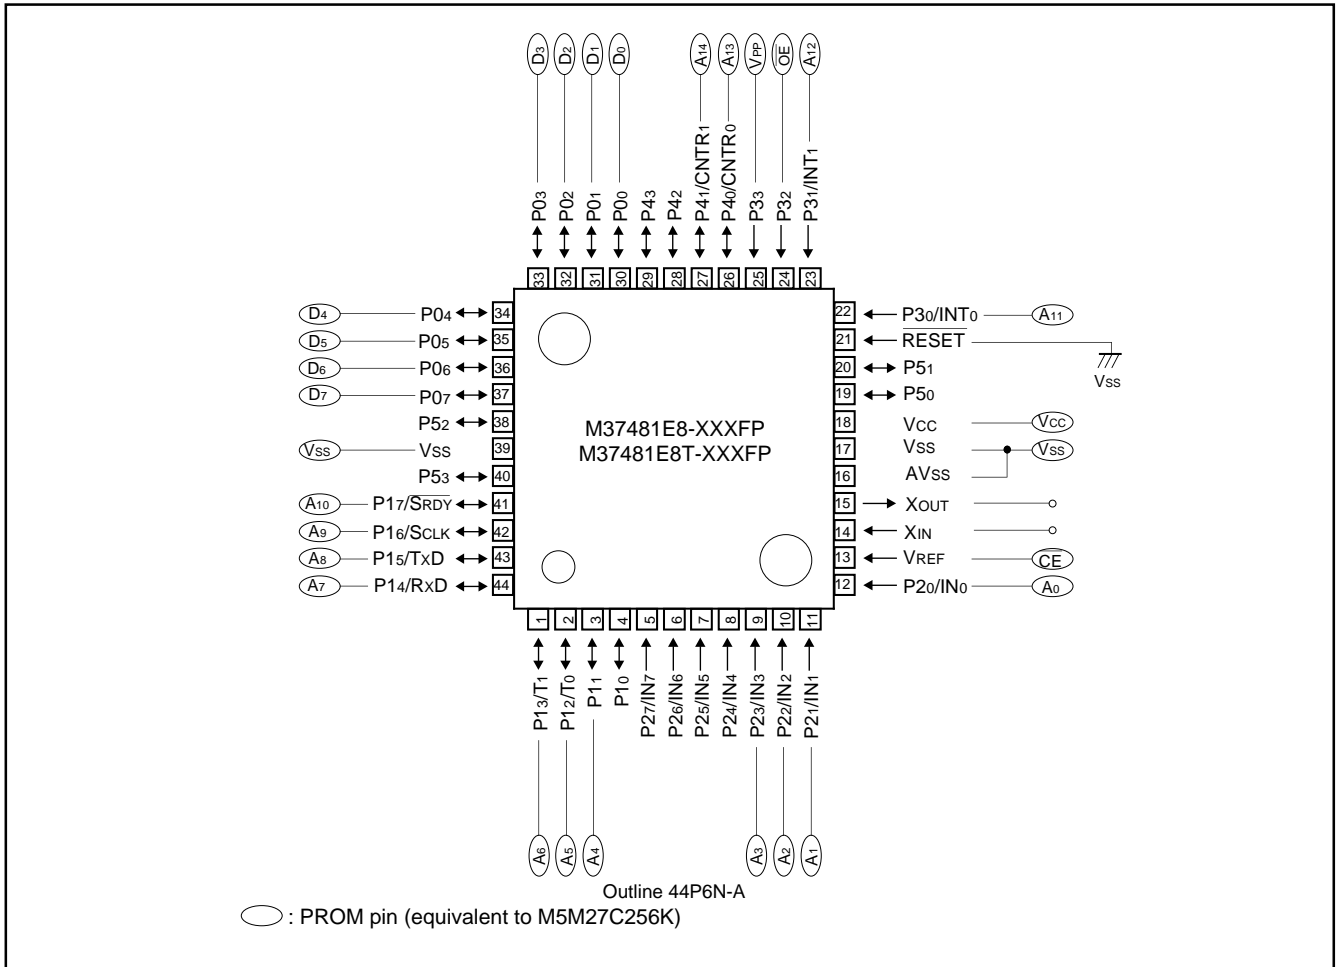 D3 D2 D1 D0 A14 A13 VPP OE A12
P03 P02 P01 P00 P43 P42 P41/CNTR1 P40/CNTR0 P33 P32 P31/INT1
33 32 31 30 29 28 27 26 25 24 23
D4 P04 34 22 P30/INT0 A11
D5 P05 35 21 RESET
D6 P06 36 20 P51
VSS
D7 P07 37 19 P50
P52 38 18 VCC VCC
M37481E8-XXXFP
VSS VSS 39 17 VSS VSS
M37481E8T-XXXFP
P53 40 16 AVSS
A10 P17/SRDY 41 15 XOUT
A9 P16/SCLK 42 14 XIN
A8 P15/TXD 43 13 VREF CE
A7 P14/RXD 44 12 P20/IN0 A0
1 2 3 4 5 6 7 8 9 10 11
P13/T1 P12/T0 P11 P10 P27/IN7 P26/IN6 P25/IN5 P24/IN4 P23/IN3 P22/IN2 P21/IN1
A6 A5 A4 A3 A2 A1
Outline 44P6N-A
: PROM pin (equivalent to M5M27C256K)